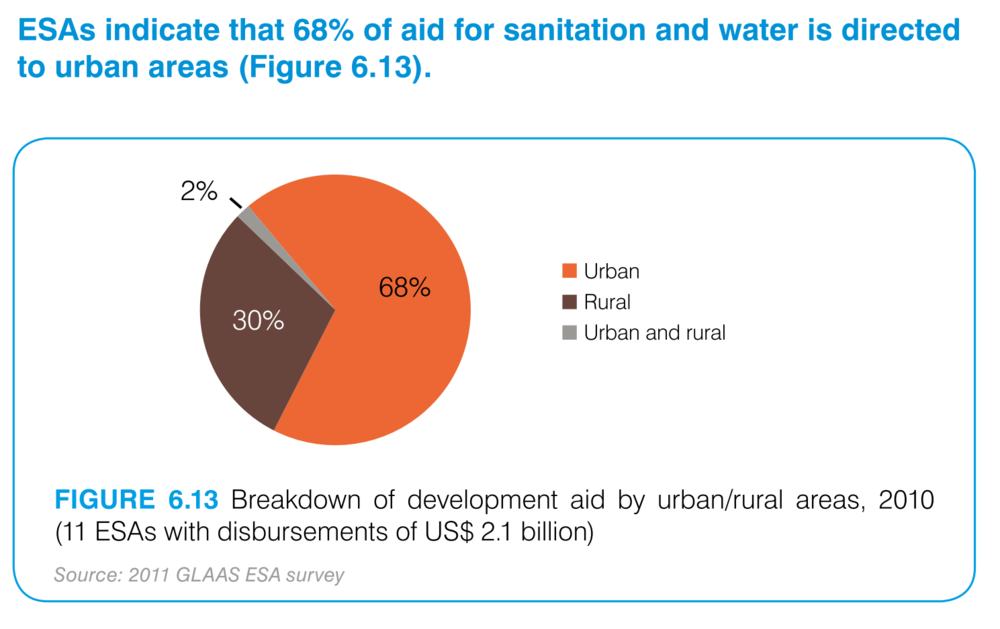 ESAs indicate that 68% of aid for sanitation and water is directed
to urban areas (Figure 6.13).
2%
68%
30%
Urban
Rural
Urban and rural
FIGURE 6.13 Breakdown of development aid by urban/rural areas, 2010
(11 ESAs with disbursements of US$ 2.1 billion)
Source: 2011 GLAAS ESA survey